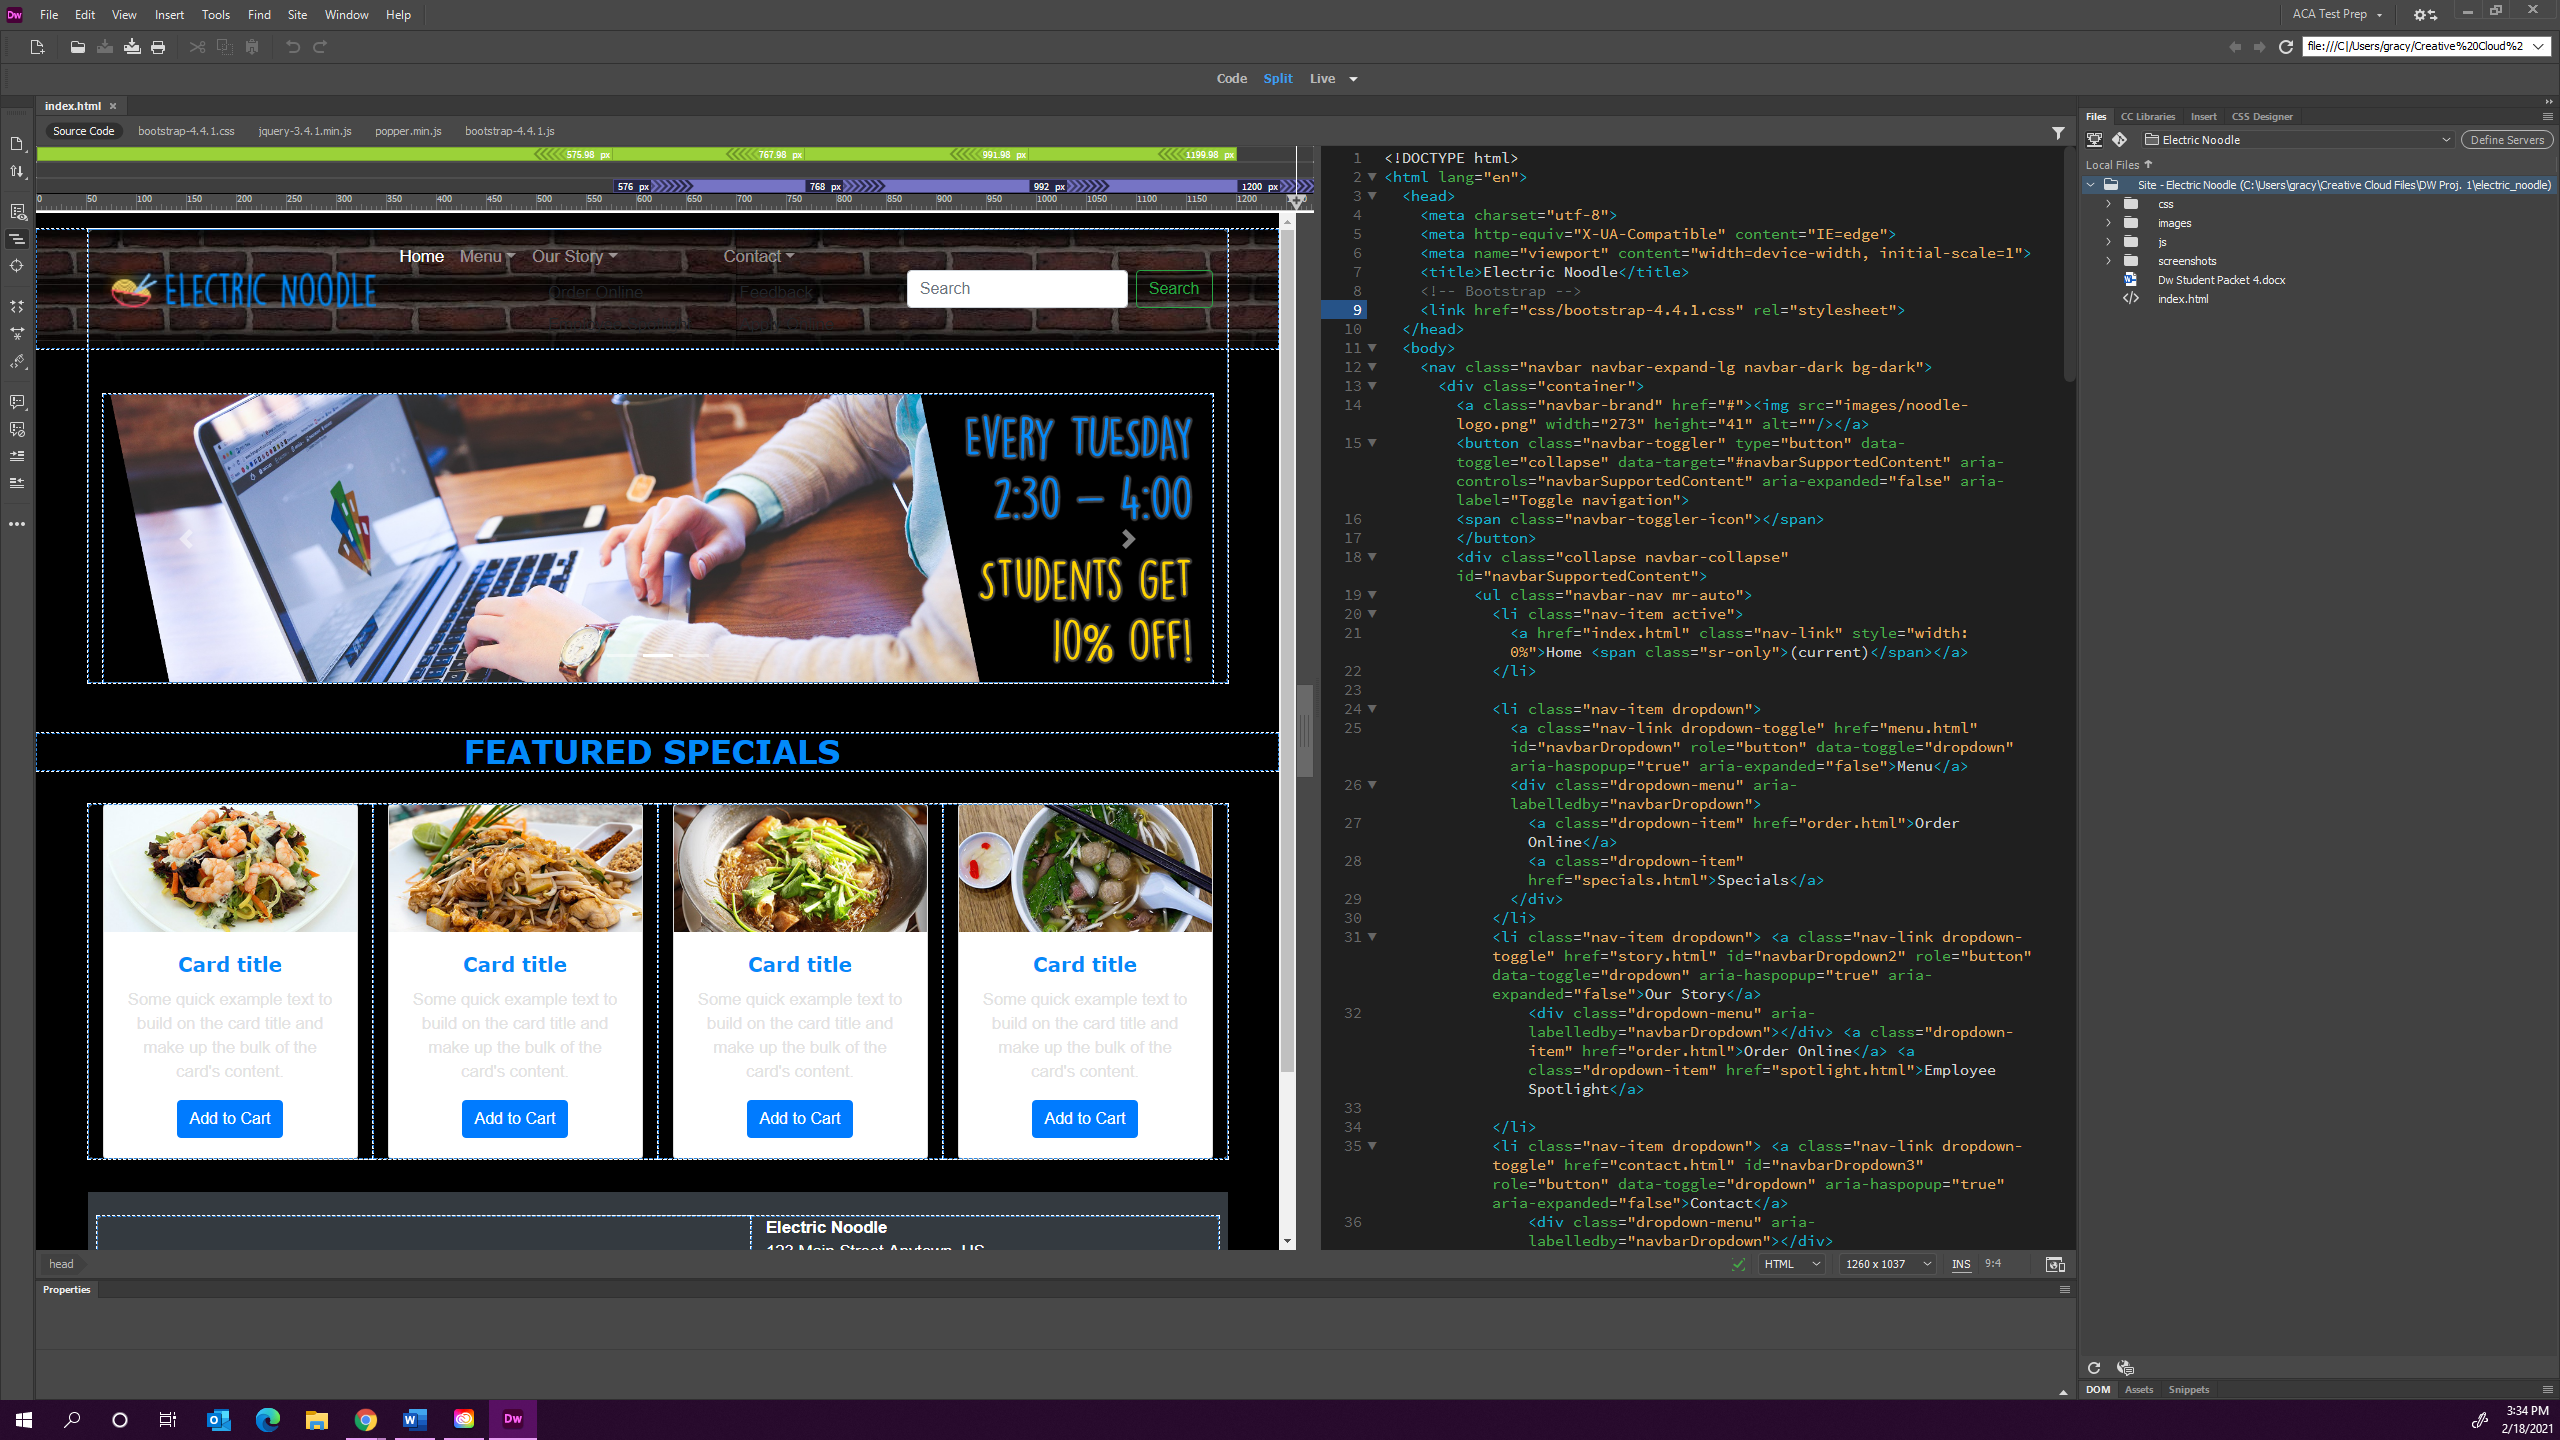 Dw File Edit View Insert Tools Find Site Window Help
ACA Test Prep
file:///C|/Users/gracy/Creative%20Cloud%2
Code Split Live
index.html
Source Code bootstrap-4.4.1.css jquery-3.4.1.min.js popper.min.js bootstrap-4.4.1.js
575.98 px 767.98 px 991.98 px 1199.98 px
576 px 768 px 992 px 1200 px
0 50 100 150 200 250 300 350 400 450 500 550 600 650 700 750 800 850 900 950 1000 1050 1100 1150 1200
ELECTRIC NOODLE
Home Menu Our Story Contact
Order Online Feedback
Search Search
EVERY TUESDAY
2:30 – 4:00
STUDENTS GET
10% OFF!
FEATURED SPECIALS
Card title Card title Card title Card title
Some quick example text to Some quick example text to Some quick example text to Some quick example text to
build on the card title and build on the card title and build on the card title and build on the card title and
make up the bulk of the make up the bulk of the make up the bulk of the make up the bulk of the
card's content. card's content. card's content. card's content.
Add to Cart Add to Cart Add to Cart Add to Cart
Electric Noodle
123 Main Street Anytown, US
1 <!DOCTYPE html>
2 <html lang="en">
3 <head>
4 <meta charset="utf-8">
5 <meta http-equiv="X-UA-Compatible" content="IE=edge">
6 <meta name="viewport" content="width=device-width, initial-scale=1">
7 <title>Electric Noodle</title>
8 <!-- Bootstrap -->
9 <link href="css/bootstrap-4.4.1.css" rel="stylesheet">
10 </head>
11 <body>
12 <nav class="navbar navbar-expand-lg navbar-dark bg-dark">
13 <div class="container">
14 <a class="navbar-brand" href="#"><img src="images/noodle-
logo.png" width="273" height="41" alt=""/></a>
15 <button class="navbar-toggler" type="button" data-
toggle="collapse" data-target="#navbarSupportedContent" aria-
controls="navbarSupportedContent" aria-expanded="false" aria-
label="Toggle navigation">
16 <span class="navbar-toggler-icon"></span>
17 </button>
18 <div class="collapse navbar-collapse"
id="navbarSupportedContent">
19 <ul class="navbar-nav mr-auto">
20 <li class="nav-item active">
21 <a href="index.html" class="nav-link" style="width:
0%">Home <span class="sr-only">(current)</span></a>
22 </li>
23
24 <li class="nav-item dropdown">
25 <a class="nav-link dropdown-toggle" href="menu.html"
id="navbarDropdown" role="button" data-toggle="dropdown"
aria-haspopup="true" aria-expanded="false">Menu</a>
26 <div class="dropdown-menu" aria-
labelledby="navbarDropdown">
27 <a class="dropdown-item" href="order.html">Order
Online</a>
28 <a class="dropdown-item"
href="specials.html">Specials</a>
29 </div>
30 </li>
31 <li class="nav-item dropdown"> <a class="nav-link dropdown-
toggle" href="story.html" id="navbarDropdown2" role="button"
data-toggle="dropdown" aria-haspopup="true" aria-
expanded="false">Our Story</a>
32 <div class="dropdown-menu" aria-
labelledby="navbarDropdown"></div> <a class="dropdown-
item" href="order.html">Order Online</a> <a
class="dropdown-item" href="spotlight.html">Employee
Spotlight</a>
33
34 </li>
35 <li class="nav-item dropdown"> <a class="nav-link dropdown-
toggle" href="contact.html" id="navbarDropdown3"
role="button" data-toggle="dropdown" aria-haspopup="true"
aria-expanded="false">Contact</a>
36 <div class="dropdown-menu" aria-
labelledby="navbarDropdown"></div>
Files CC Libraries Insert CSS Designer
Electric Noodle Define Servers
Local Files
Site - Electric Noodle (C:\Users\gracy\Creative Cloud Files\DW Proj. 1\electric_noodle)
css
images
js
screenshots
Dw Student Packet 4.docx
index.html
head
HTML 1260 x 1037 INS 9:4
Properties
DOM Assets Snippets
Dw
3:34 PM
2/18/2021